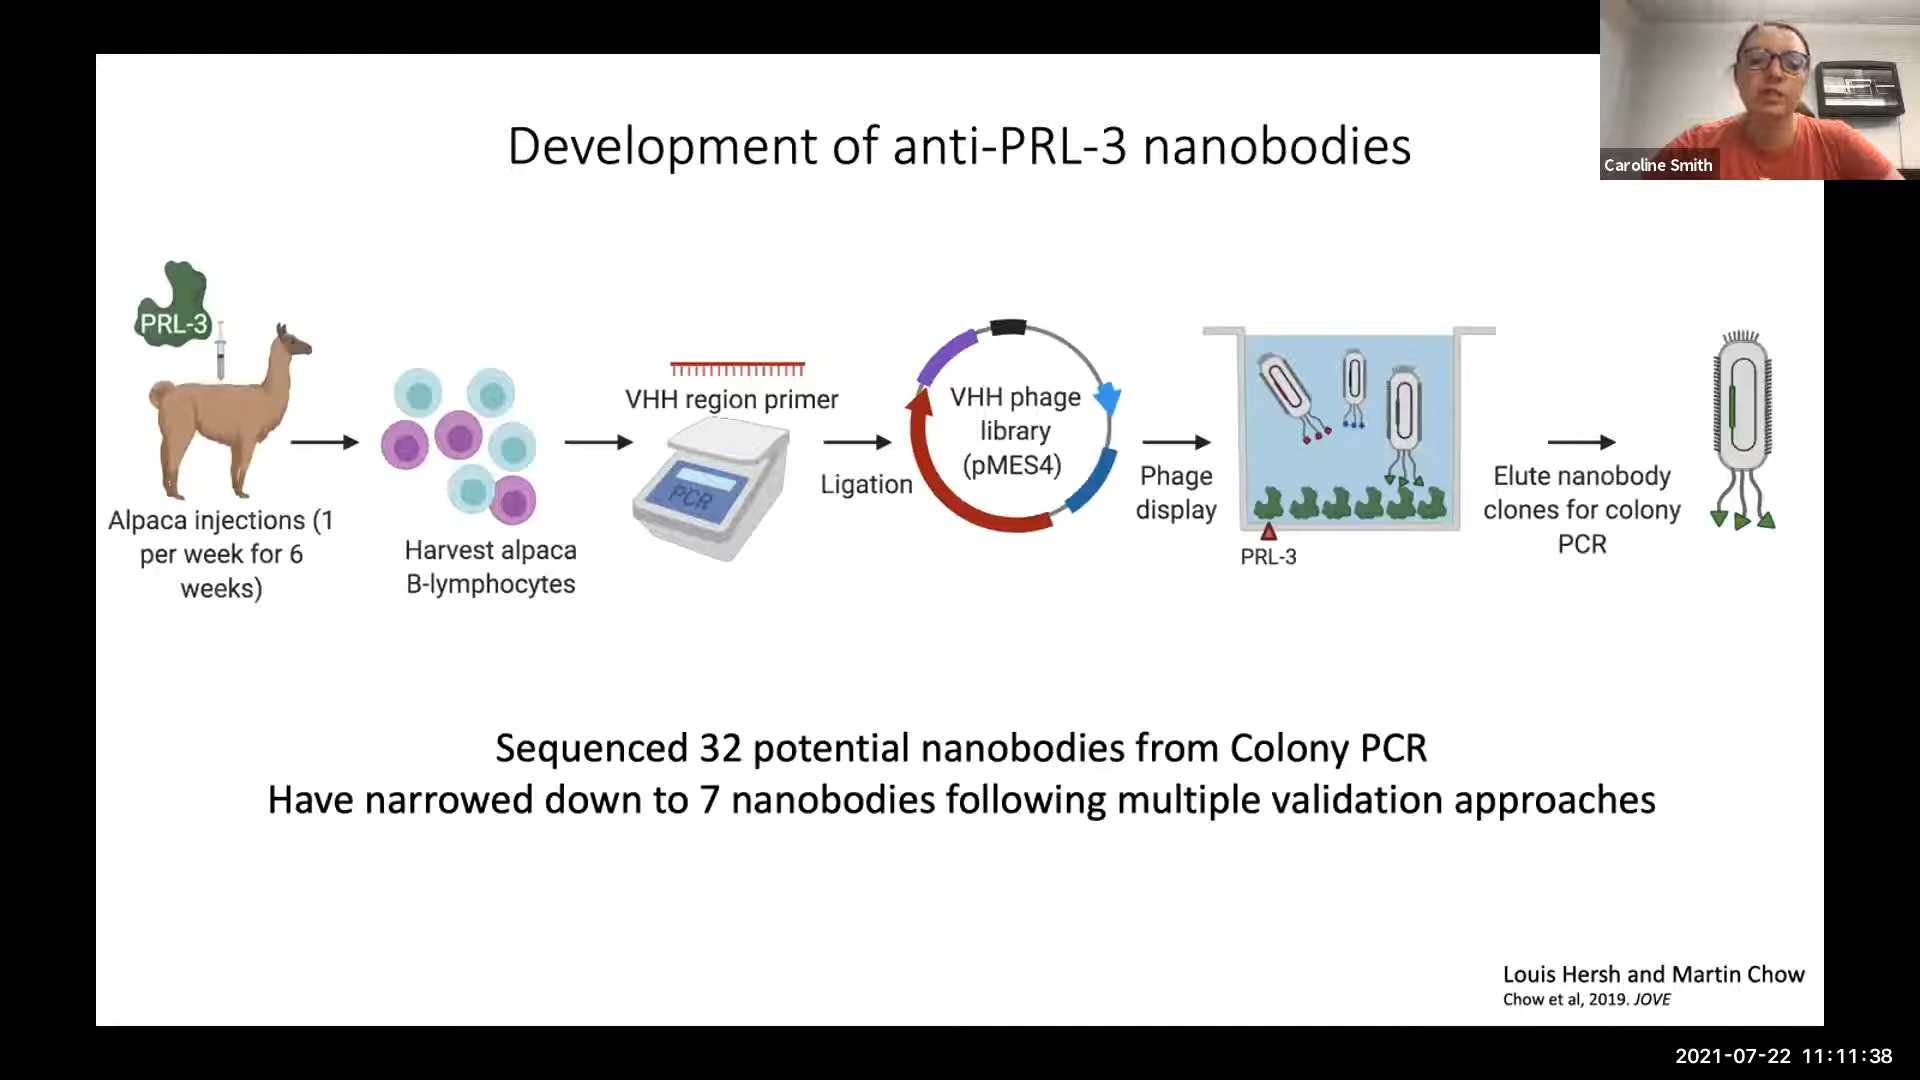 Development of anti-PRL-3 nanobodies
Caroline Smith
PRL-3
Alpaca injections (1
per week for 6
weeks)
Harvest alpaca
B-lymphocytes
VHH region primer
PCR
Ligation
VHH phage
library
(pMES4)
Phage
display
PRL-3
Elute nanobody
clones for colony
PCR
Sequenced 32 potential nanobodies from Colony PCR
Have narrowed down to 7 nanobodies following multiple validation approaches
Louis Hersh and Martin Chow
Chow et al, 2019. JOVE
2021-07-22 11:11:38